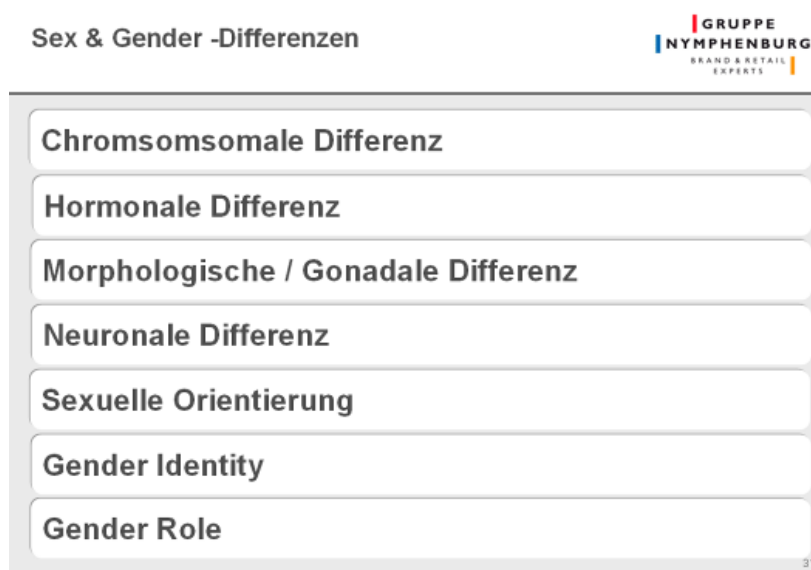 Sex & Gender -Differenzen
GRUPPE
NYMPHENBURG
BRAND & RETAIL
EXPERTS
Chromsomsomale Differenz
Hormonale Differenz
Morphologische / Gonadale Differenz
Neuronale Differenz
Sexuelle Orientierung
Gender Identity
Gender Role
3